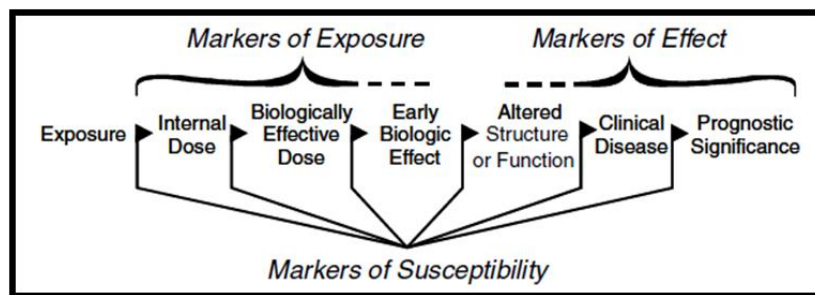 Markers of Exposure
Markers of Effect
Exposure
Internal
Dose
Biologically
Effective
Dose
Early
Biologic
Effect
Altered
Structure
or Function
Clinical
Disease
Prognostic
Significance
Markers of Susceptibility